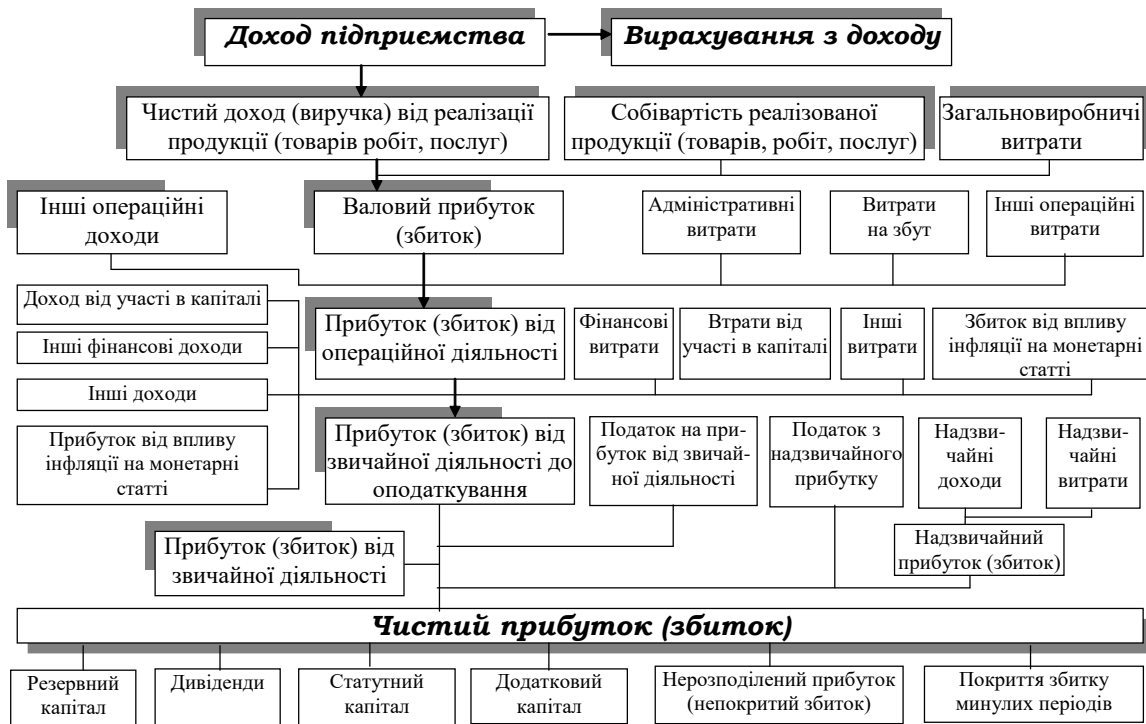 Доход підприємства
Вирахування з доходу
Чистий доход (виручка) від реалізації
продукції (товарів робіт, послуг)
Собівартість реалізованої
продукції (товарів, робіт, послуг)
Загальновиробничі
витрати
Інші операційні
доходи
Валовий прибуток
(збиток)
Адміністративні
витрати
Витрати
на збут
Інші операційні
витрати
Доход від участі в капіталі
Інші фінансові доходи
Інші доходи
Прибуток від впливу
інфляції на монетарні
статті
Прибуток (збиток) від
операційної діяльності
Фінансові
витрати
Втрати від
участі в капіталі
Інші
витрати
Збиток від впливу
інфляції на монетарні
статті
Прибуток (збиток) від
звичайної діяльності до
оподаткування
Податок на при-
буток від звичай-
ної діяльності
Податок з
надзвичайного
прибутку
Надзви-
чайні
доходи
Надзви-
чайні
витрати
Прибуток (збиток) від
звичайної діяльності
Надзвичайний
прибуток (збиток)
Чистий прибуток (збиток)
Резервний
капітал
Дивіденди
Статутний
капітал
Додатковий
капітал
Нерозподілений прибуток
(непокритий збиток)
Покриття збитку
минулих періодів